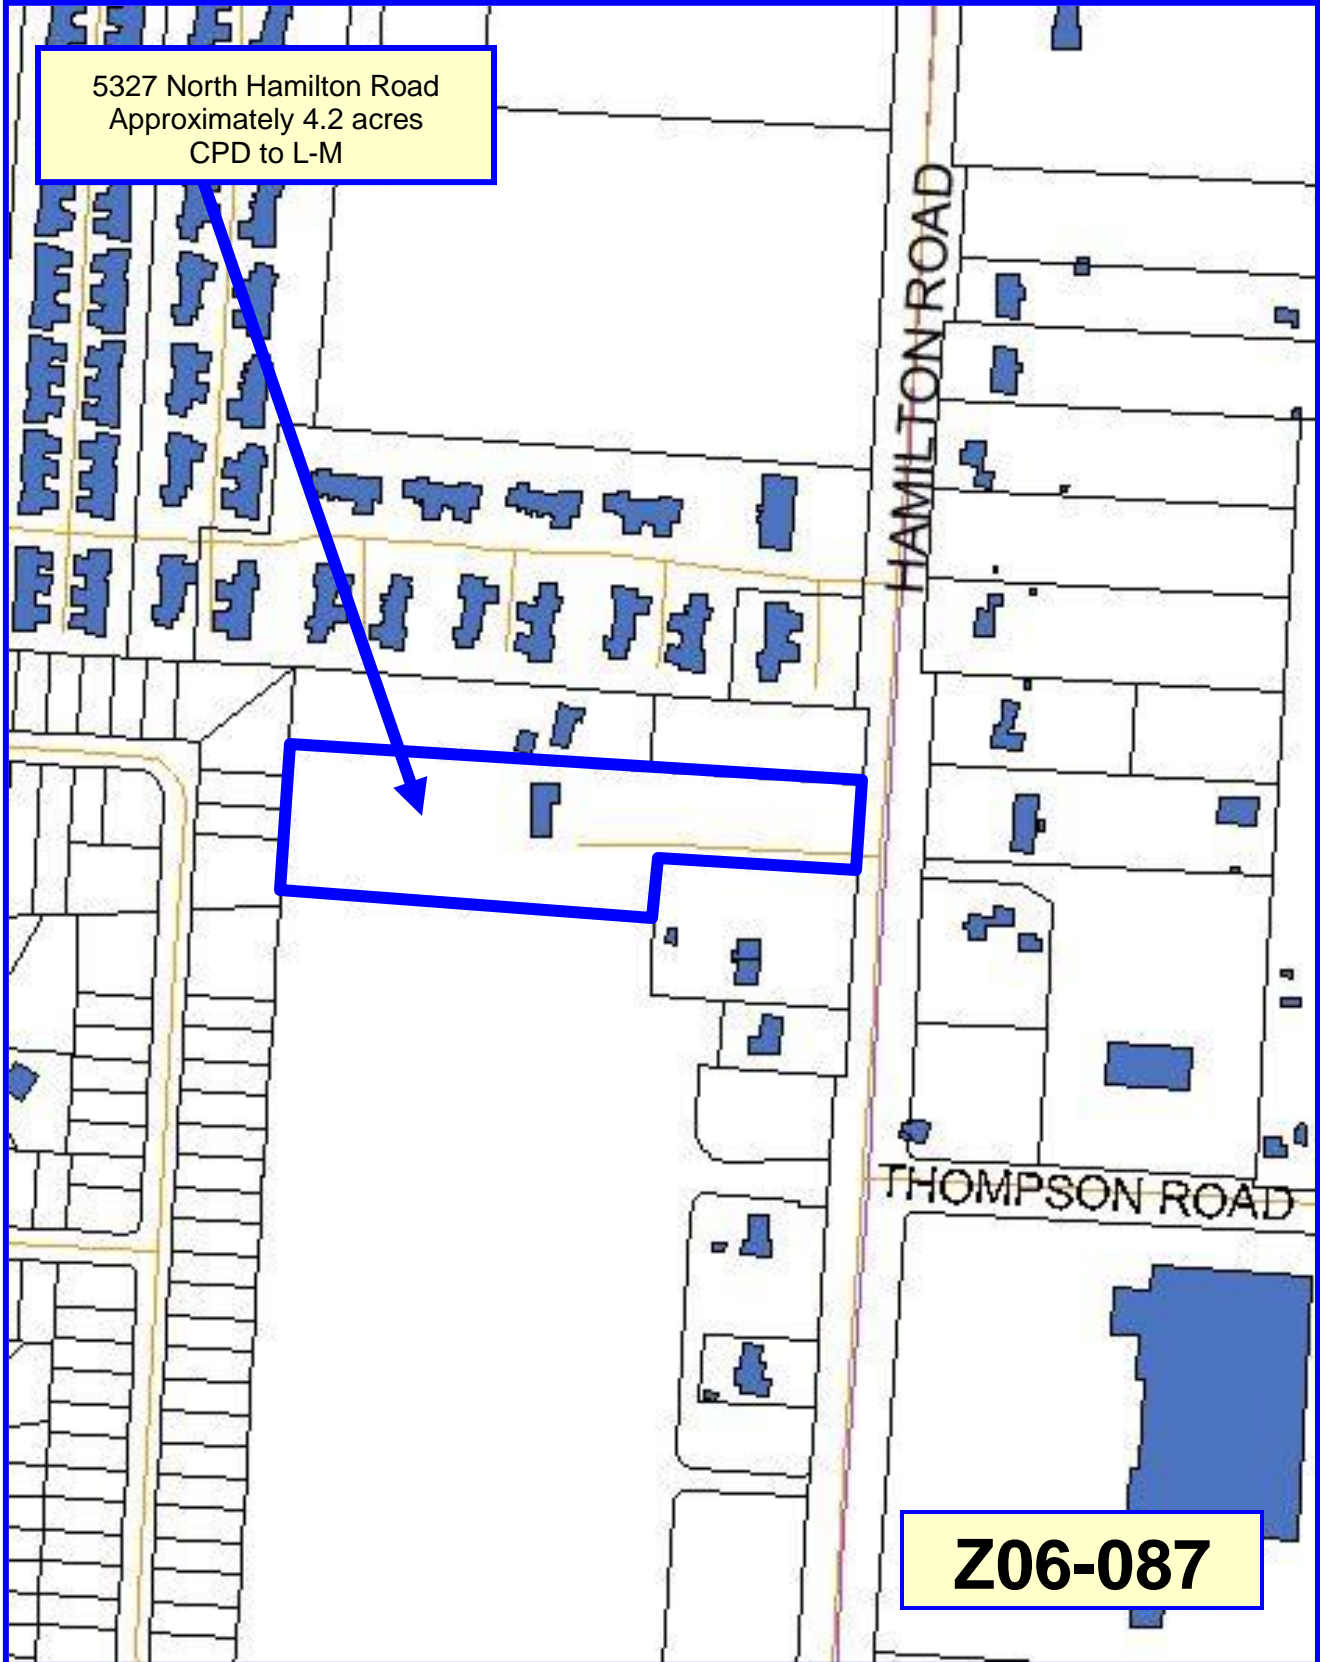 5327 North Hamilton Road
Approximately 4.2 acres
CPD to L-M
HAMILTON ROAD
THOMPSON ROAD
Z06-087